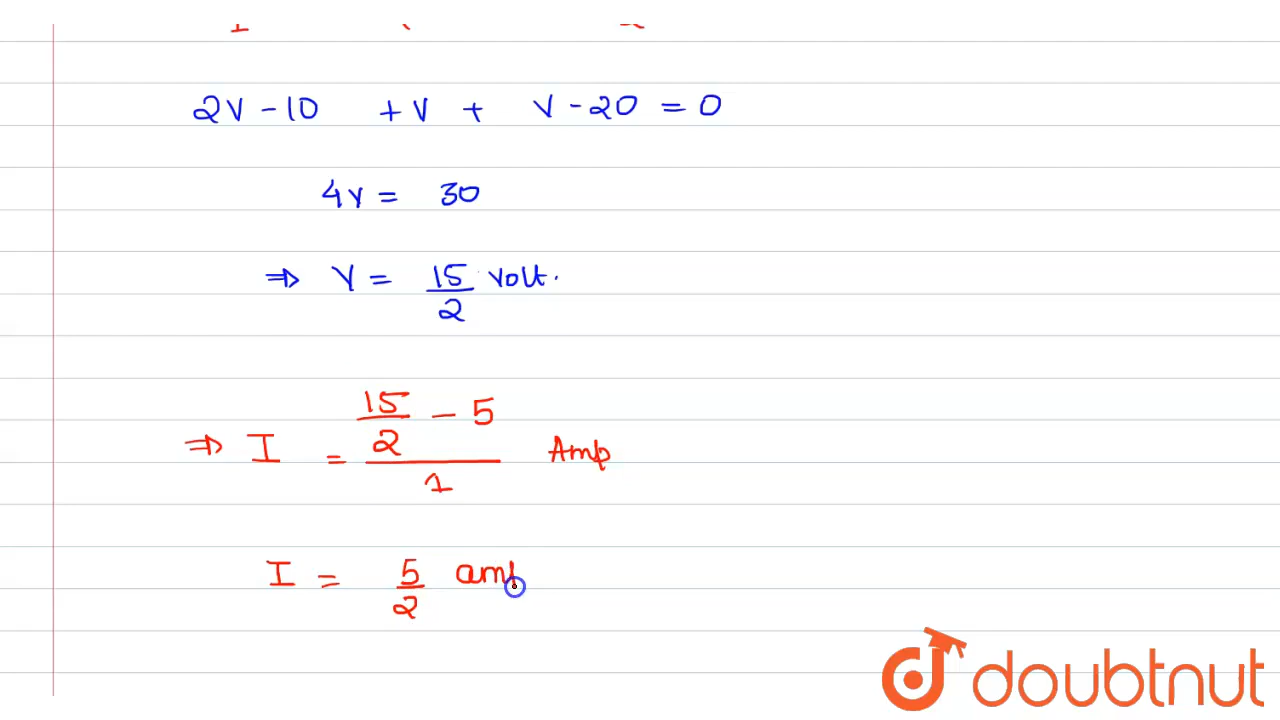 2V - 10 + V + V - 20 = 0
4V = 30
⇒ V = 15/2 volt.
⇒ I = (15/2 - 5)/1 Amp
I = 5/2 amp
doubtnut